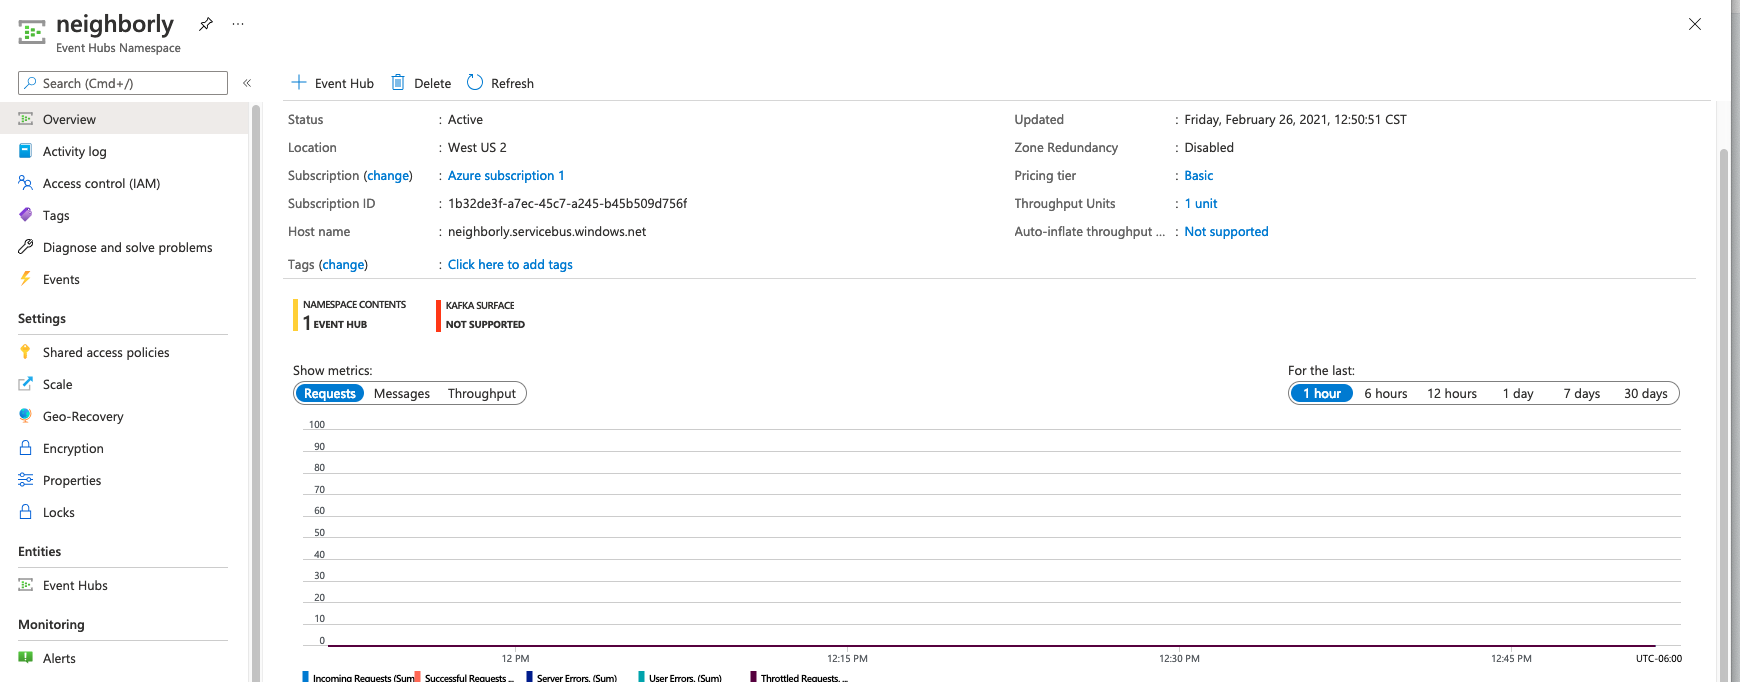 neighborly
Event Hubs Namespace
Search (Cmd+/)
Overview
Activity log
Access control (IAM)
Tags
Diagnose and solve problems
Events
Settings
Shared access policies
Scale
Geo-Recovery
Encryption
Properties
Locks
Entities
Event Hubs
Monitoring
Alerts
Event Hub Delete Refresh
Status : Active
Location : West US 2
Subscription (change) : Azure subscription 1
Subscription ID : 1b32de3f-a7ec-45c7-a245-b45b509d756f
Host name : neighborly.servicebus.windows.net
Tags (change) : Click here to add tags
Updated : Friday, February 26, 2021, 12:50:51 CST
Zone Redundancy : Disabled
Pricing tier : Basic
Throughput Units : 1 unit
Auto-inflate throughput ... : Not supported
NAMESPACE CONTENTS
1 EVENT HUB
KAFKA SURFACE
NOT SUPPORTED
Show metrics:
Requests Messages Throughput
For the last:
1 hour 6 hours 12 hours 1 day 7 days 30 days
100
90
80
70
60
50
40
30
20
10
0
12 PM 12:15 PM 12:30 PM 12:45 PM UTC-06:00
Incoming Requests (Sum) Successful Requests ... Server Errors. (Sum) User Errors. (Sum) Throttled Requests. ...